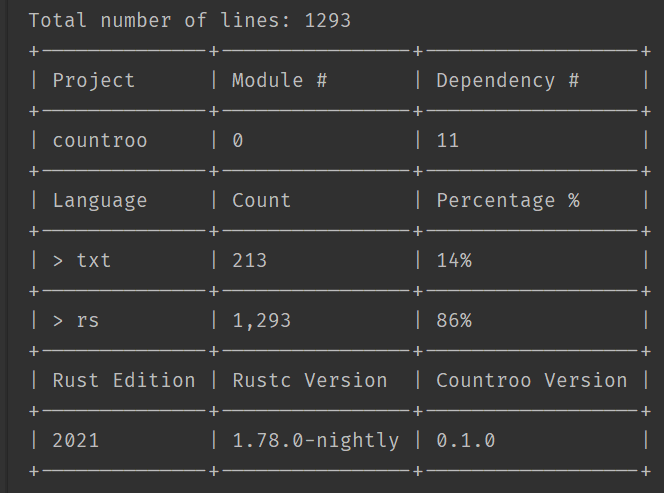 Total number of lines: 1293
+--------------+----------------+------------------+
| Project | Module # | Dependency # |
+--------------+----------------+------------------+
| countroo | 0 | 11 |
+--------------+----------------+------------------+
| Language | Count | Percentage % |
+--------------+----------------+------------------+
| > txt | 213 | 14% |
+--------------+----------------+------------------+
| > rs | 1,293 | 86% |
+--------------+----------------+------------------+
| Rust Edition | Rustc Version | Countroo Version |
+--------------+----------------+------------------+
| 2021 | 1.78.0-nightly | 0.1.0 |
+--------------+----------------+------------------+